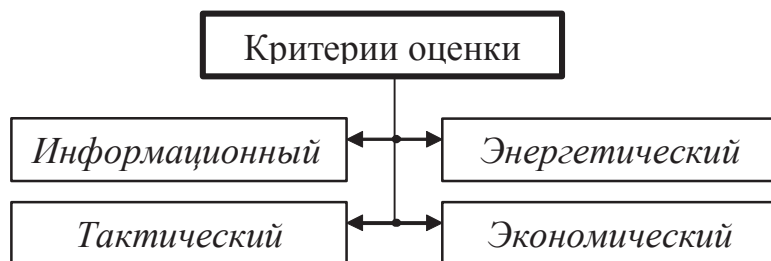 Критерии оценки
Информационный
Энергетический
Тактический
Экономический